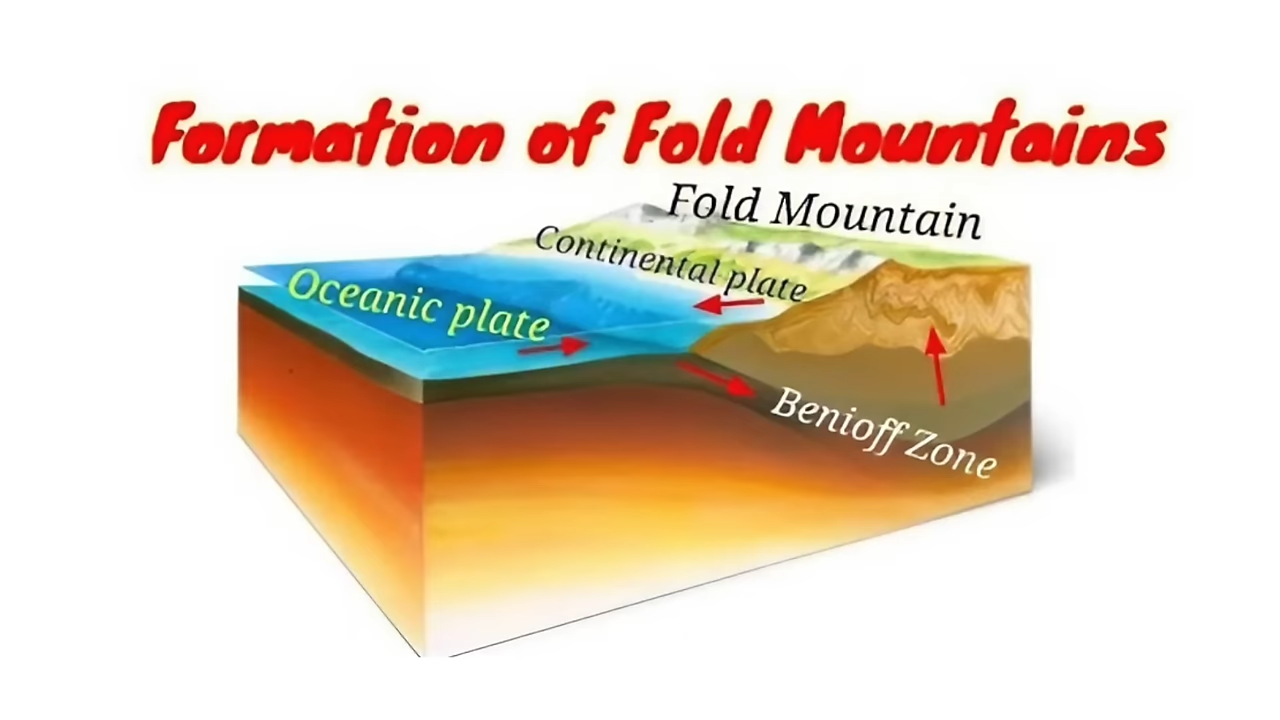 Formation of Fold Mountains
Fold Mountain
Continental plate
Oceanic plate
Benioff Zone